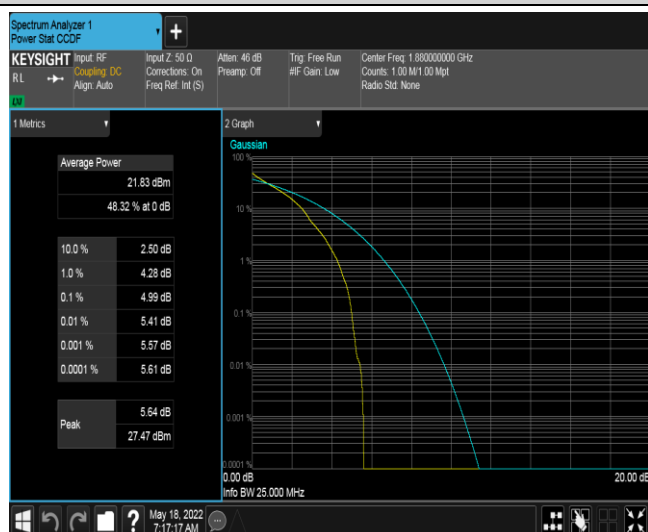 Spectrum Analyzer 1
Power Stat CCDF
KEYSIGHT
RL
LXI
Input: RF
Coupling: DC
Align: Auto
Input Z: 50 Ω
Corrections: On
Freq Ref: Int (S)
Atten: 46 dB
Preamp: Off
Trig: Free Run
#IF Gain: Low
Center Freq: 1.880000000 GHz
Counts: 1.00 M/1.00 Mpt
Radio Std: None
1 Metrics
Average Power
21.83 dBm
48.32 % at 0 dB
10.0 % 2.50 dB
1.0 % 4.28 dB
0.1 % 4.99 dB
0.01 % 5.41 dB
0.001 % 5.57 dB
0.0001 % 5.61 dB
Peak
5.64 dB
27.47 dBm
2 Graph
Gaussian
100 %
10 %
1 %
0.1 %
0.01 %
0.001 %
0.0001 %
0.00 dB 20.00 dB
Info BW 25.000 MHz
?
May 18, 2022
7:17:17 AM